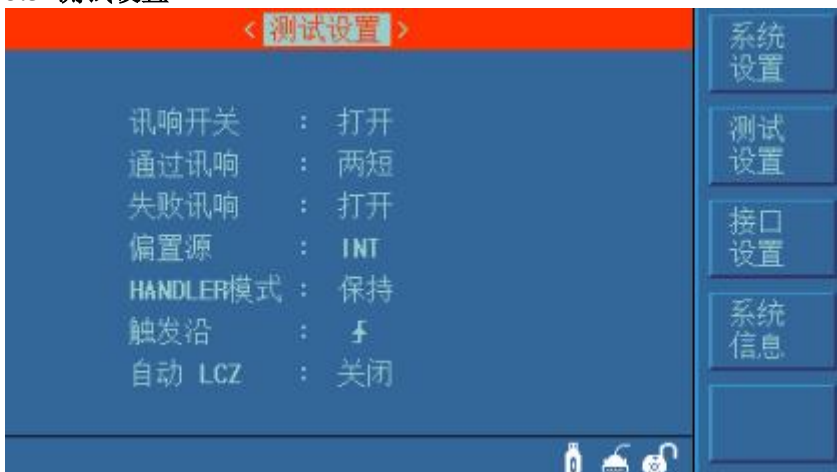 < 测试设置 >
讯响开关 : 打开
通过讯响 : 两短
失败讯响 : 打开
偏置源 : INT
HANDLER模式 : 保持
触发沿 :
自动 LCZ : 关闭
系统
设置
测试
设置
接口
设置
系统
信息